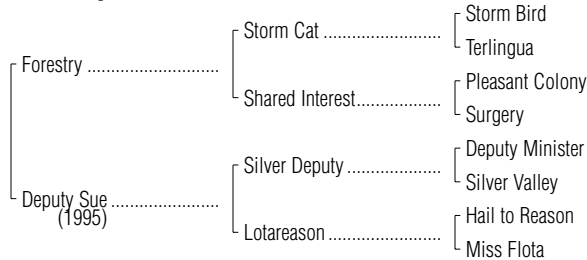 Storm Bird
Storm Cat ........................
Terlingua
Forestry ...........................
Pleasant Colony
Shared Interest.................
Surgery
Deputy Minister
Silver Deputy ...................
Silver Valley
Deputy Sue ......................
(1995)
Hail to Reason
Lotareason .......................
Miss Flota